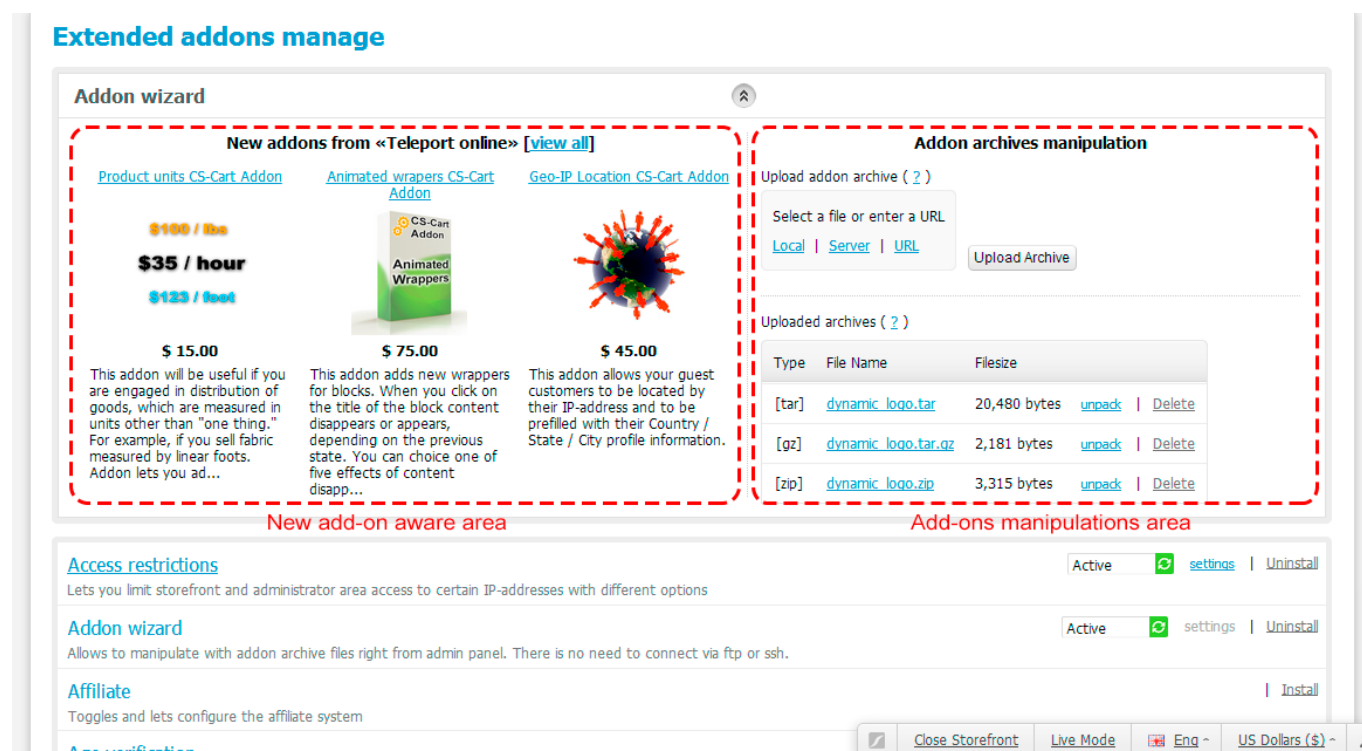 Extended addons manage
Addon wizard
New addons from «Teleport online» [view all]
Product units CS-Cart Addon
$100 / lbs
$35 / hour
$123 / foot
$ 15.00
This addon will be useful if you
are engaged in distribution of
goods, which are measured in
units other than "one thing."
For example, if you sell fabric
measured by linear foots.
Addon lets you ad...
Animated wrapers CS-Cart
Addon
CS-Cart
Addon
Animated
Wrappers
$ 75.00
This addon adds new wrappers
for blocks. When you click on
the title of the block content
disappears or appears,
depending on the previous
state. You can choice one of
five effects of content
disapp...
Geo-IP Location CS-Cart Addon
$ 45.00
This addon allows your guest
customers to be located by
their IP-address and to be
prefilled with their Country /
State / City profile information.
New add-on aware area
Addon archives manipulation
Upload addon archive ( ? )
Select a file or enter a URL
Local | Server | URL
Upload Archive
Uploaded archives ( ? )
Type File Name Filesize
[tar] dynamic_logo.tar 20,480 bytes unpack | Delete
[gz] dynamic_logo.tar.gz 2,181 bytes unpack | Delete
[zip] dynamic_logo.zip 3,315 bytes unpack | Delete
Add-ons manipulations area
Access restrictions
Active settings | Uninstall
Lets you limit storefront and administrator area access to certain IP-addresses with different options
Addon wizard
Active settings | Uninstall
Allows to manipulate with addon archive files right from admin panel. There is no need to connect via ftp or ssh.
Affiliate
| Install
Toggles and lets configure the affiliate system
Close Storefront Live Mode Eng US Dollars ($)